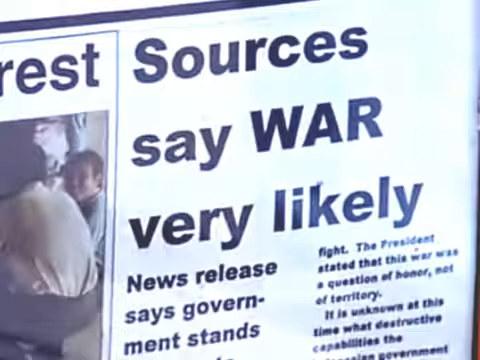 rest
Sources
say WAR
very likely
News release
says govern-
ment stands
fight. The President
stated that this war was
a question of honor, not
of territory.
It is unknown at this
time what destructive
capabilities the
government